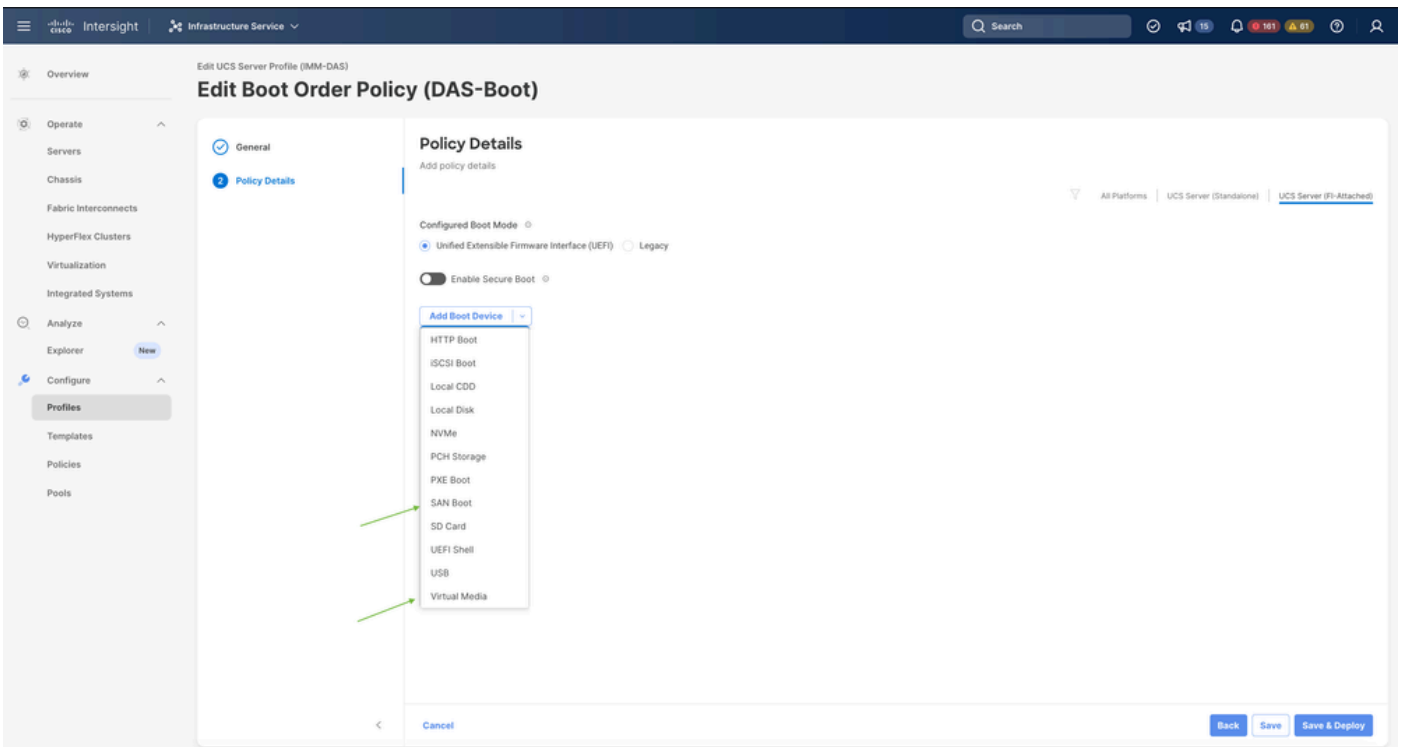 cisco Intersight
Infrastructure Service
Search
15
161
61
Overview
Operate
Servers
Chassis
Fabric Interconnects
HyperFlex Clusters
Virtualization
Integrated Systems
Analyze
Explorer New
Configure
Profiles
Templates
Policies
Pools
Edit UCS Server Profile (IMM-DAS)
Edit Boot Order Policy (DAS-Boot)
General
2 Policy Details
Policy Details
Add policy details
All Platforms | UCS Server (Standalone) | UCS Server (FI-Attached)
Configured Boot Mode
Unified Extensible Firmware Interface (UEFI) Legacy
Enable Secure Boot
Add Boot Device
HTTP Boot
iSCSI Boot
Local CDD
Local Disk
NVMe
PCH Storage
PXE Boot
SAN Boot
SD Card
UEFI Shell
USB
Virtual Media
Cancel
Back Save Save & Deploy